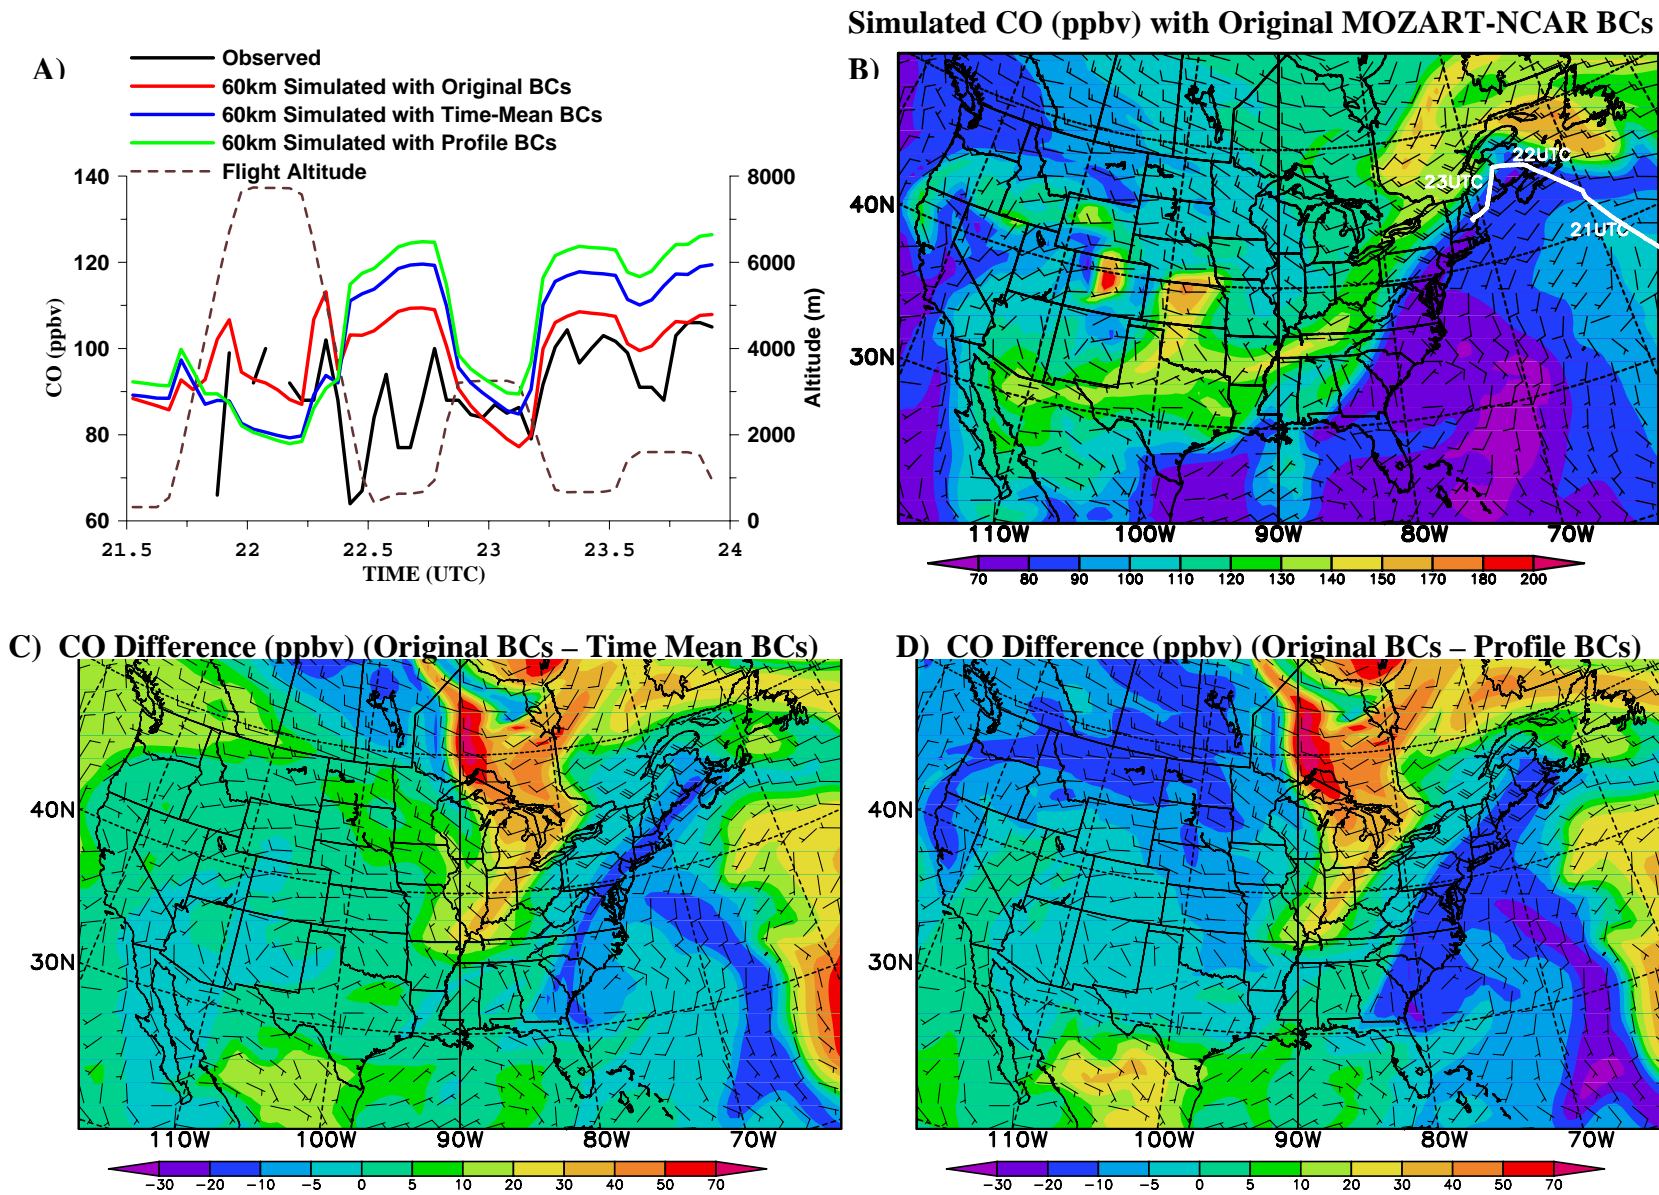 Simulated CO (ppbv) with Original MOZART-NCAR BCs
A)
Observed
60km Simulated with Original BCs
60km Simulated with Time-Mean BCs
60km Simulated with Profile BCs
Flight Altitude
140
120
100
80
60
CO (ppbv)
8000
6000
4000
2000
0
Altitude (m)
21.5 22 22.5 23 23.5 24
TIME (UTC)
B)
22UTC
23UTC
21UTC
40N
30N
110W 100W 90W 80W 70W
70 80 90 100 110 120 130 140 150 170 180 200
C) CO Difference (ppbv) (Original BCs – Time Mean BCs)
40N
30N
110W 100W 90W 80W 70W
−30 −20 −10 −5 0 5 10 20 30 40 50 70
D) CO Difference (ppbv) (Original BCs – Profile BCs)
40N
30N
110W 100W 90W 80W 70W
−30 −20 −10 −5 0 5 10 20 30 40 50 70